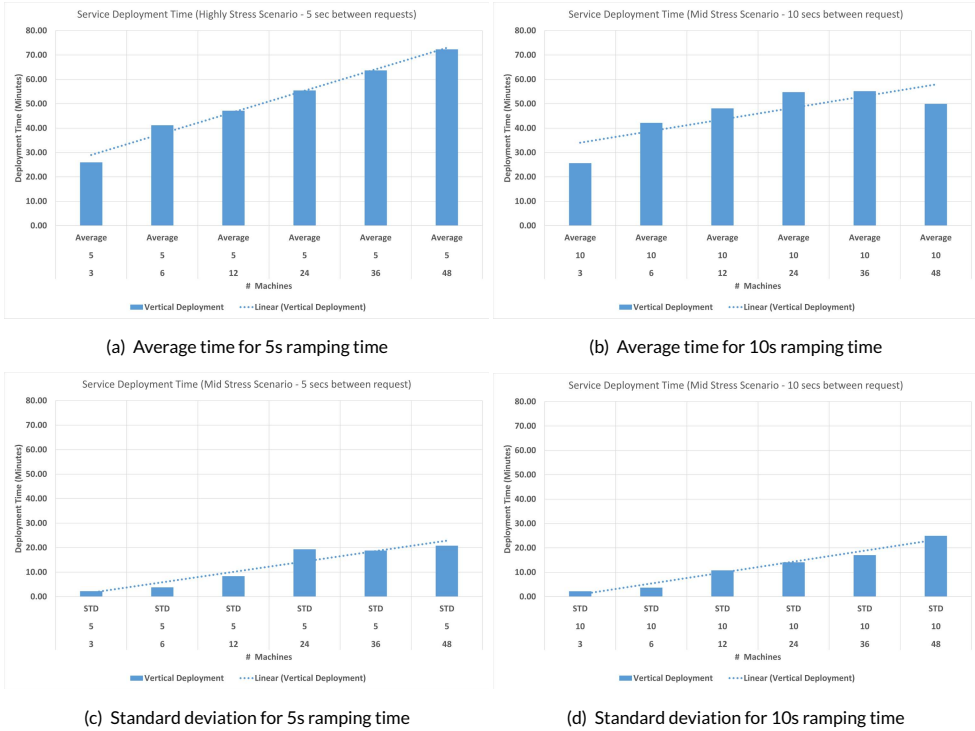 Service Deployment Time (Highly Stress Scenario - 5 sec between requests)
80.00
70.00
60.00
50.00
40.00
30.00
20.00
10.00
0.00
Deployment Time (Minutes)
Average Average Average Average Average Average
5 5 5 5 5 5
3 6 12 24 36 48
# Machines
Vertical Deployment Linear (Vertical Deployment)
(a) Average time for 5s ramping time
Service Deployment Time (Mid Stress Scenario - 10 secs between request)
80.00
70.00
60.00
50.00
40.00
30.00
20.00
10.00
0.00
Deployment Time (Minutes)
Average Average Average Average Average Average
10 10 10 10 10 10
3 6 12 24 36 48
# Machines
Vertical Deployment Linear (Vertical Deployment)
(b) Average time for 10s ramping time
Service Deployment Time (Mid Stress Scenario - 5 secs between request)
80.00
70.00
60.00
50.00
40.00
30.00
20.00
10.00
0.00
Deployment Time (Minutes)
STD STD STD STD STD STD
5 5 5 5 5 5
3 6 12 24 36 48
# Machines
Vertical Deployment Linear (Vertical Deployment)
(c) Standard deviation for 5s ramping time
Service Deployment Time (Mid Stress Scenario - 10 secs between request)
80.00
70.00
60.00
50.00
40.00
30.00
20.00
10.00
0.00
Deployment Time (Minutes)
STD STD STD STD STD STD
10 10 10 10 10 10
3 6 12 24 36 48
# Machines
Vertical Deployment Linear (Vertical Deployment)
(d) Standard deviation for 10s ramping time